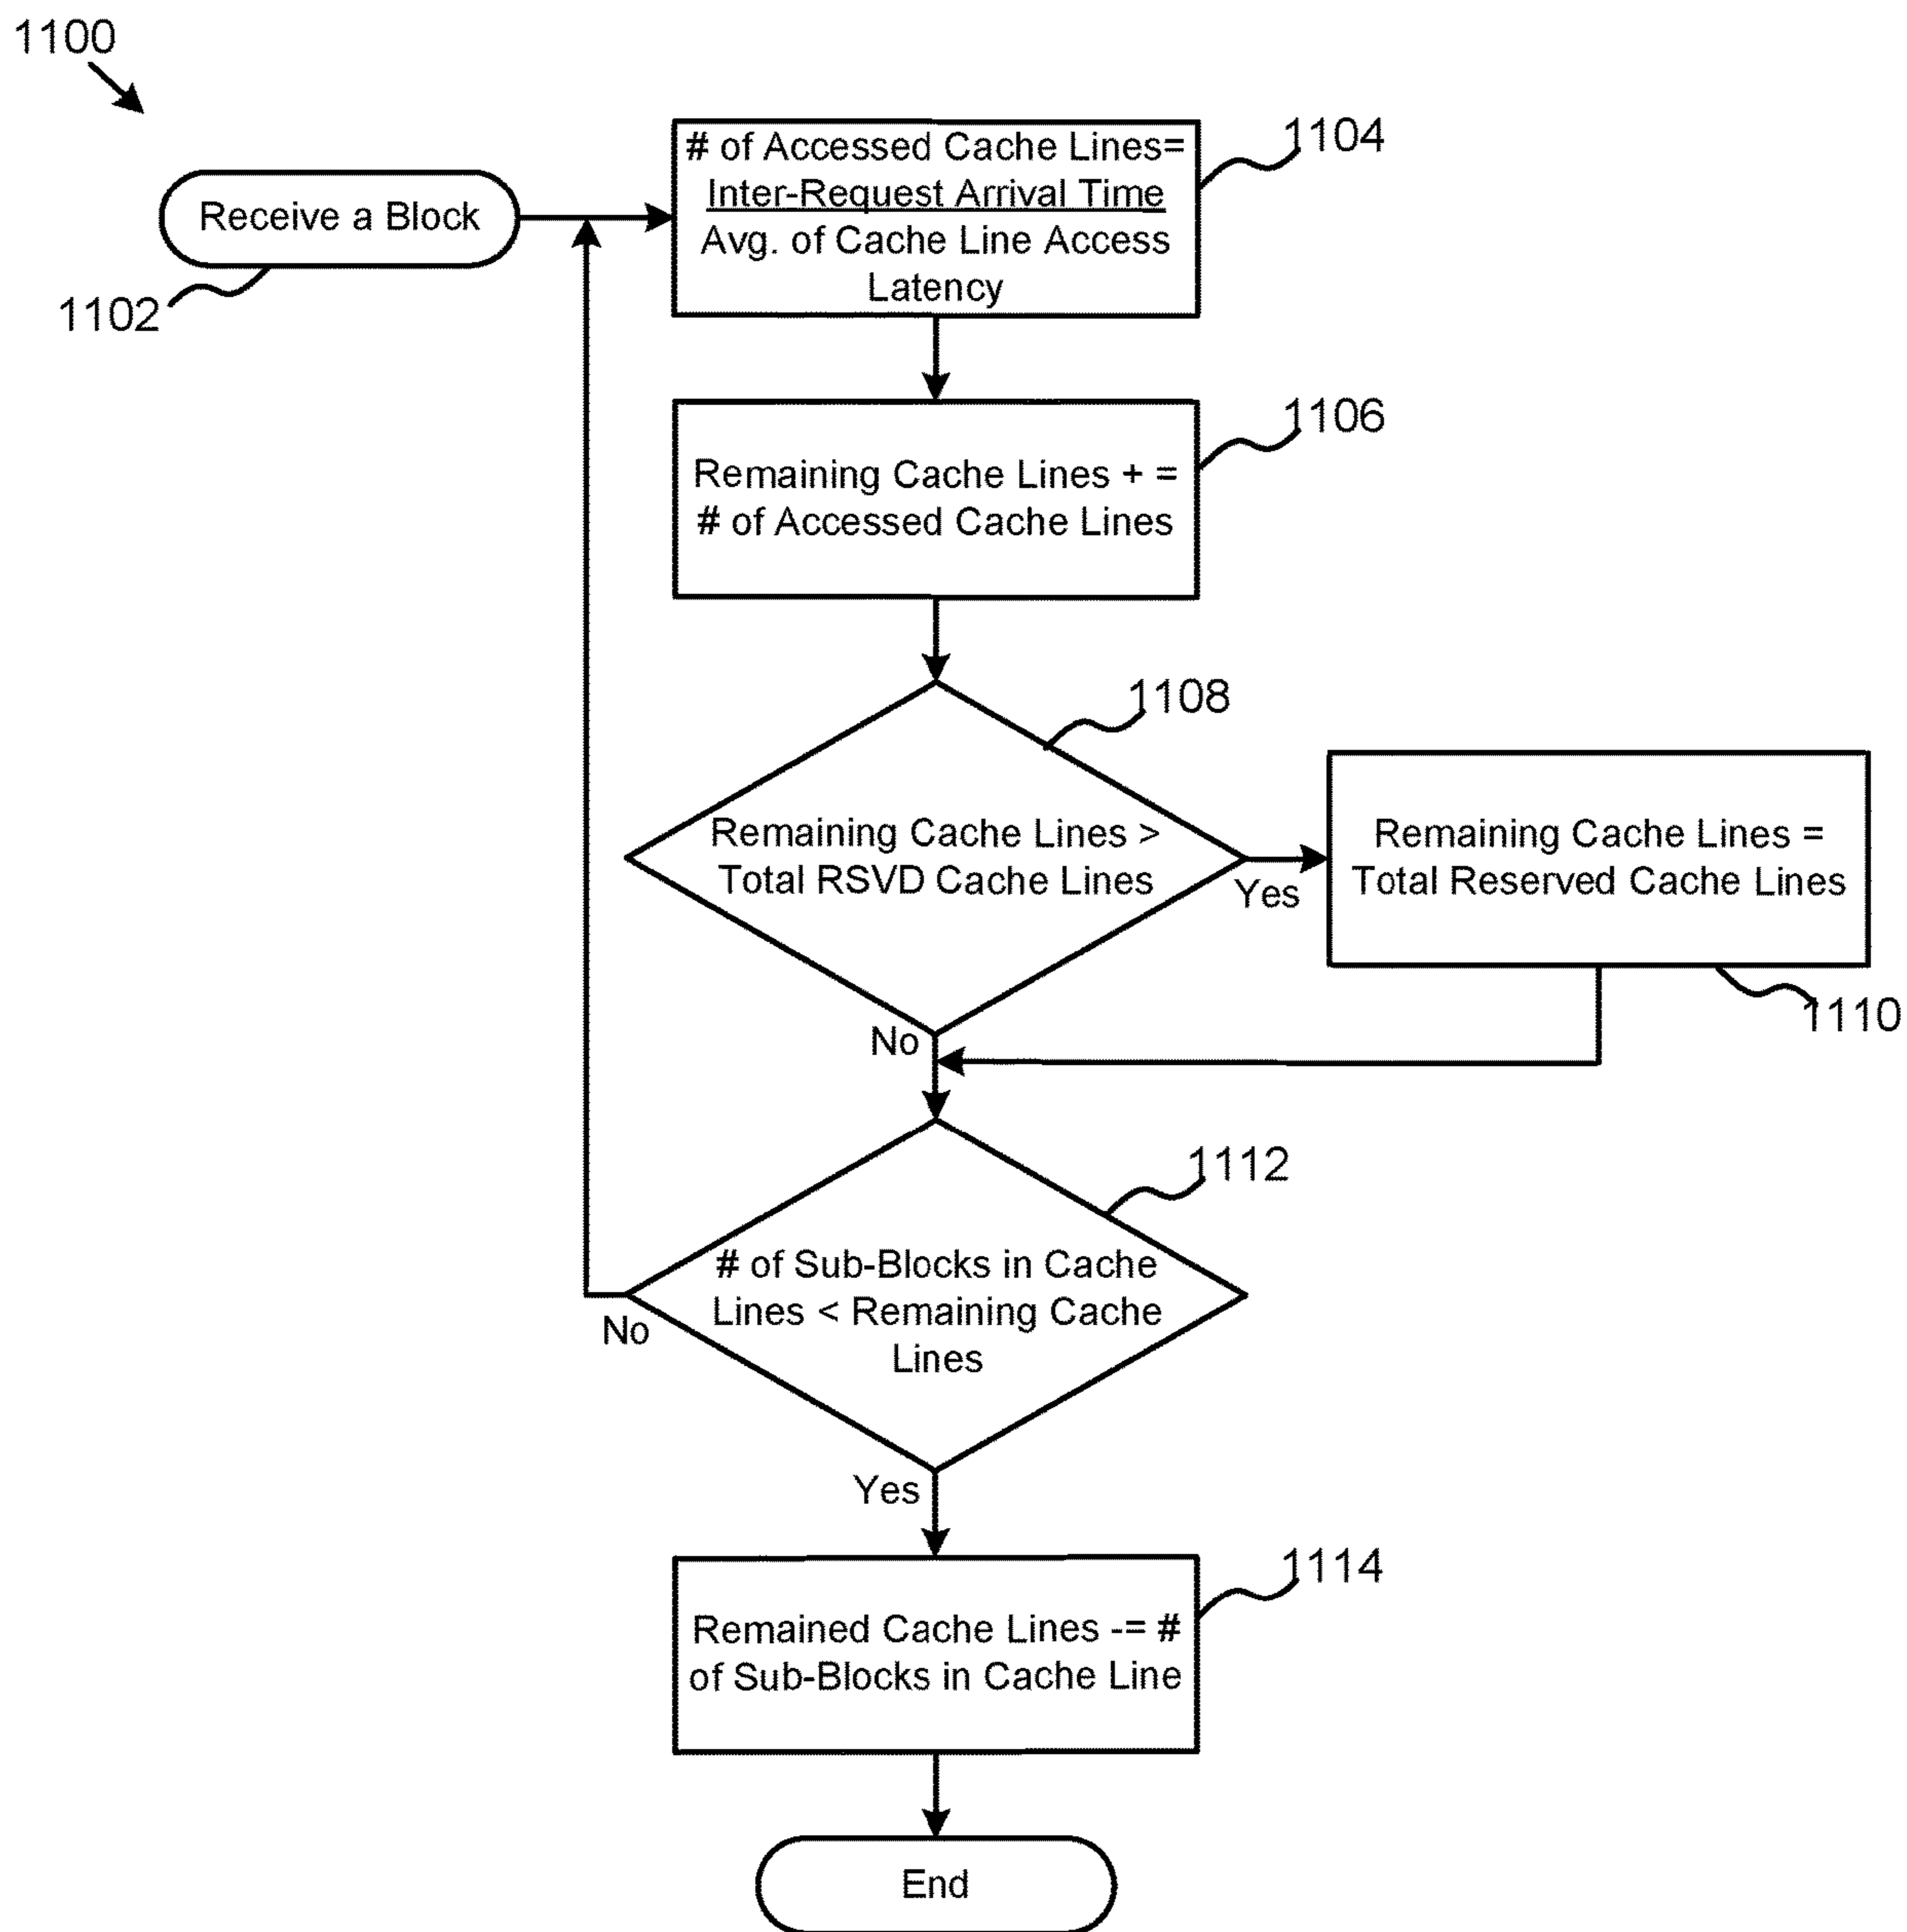 1100
Receive a Block
1102
# of Accessed Cache Lines=
Inter-Request Arrival Time
Avg. of Cache Line Access
Latency
1104
Remaining Cache Lines + =
# of Accessed Cache Lines
1106
Remaining Cache Lines >
Total RSVD Cache Lines
1108
Yes
Remaining Cache Lines =
Total Reserved Cache Lines
1110
No
# of Sub-Blocks in Cache
Lines < Remaining Cache
Lines
1112
No
Yes
Remained Cache Lines -= #
of Sub-Blocks in Cache Line
1114
End